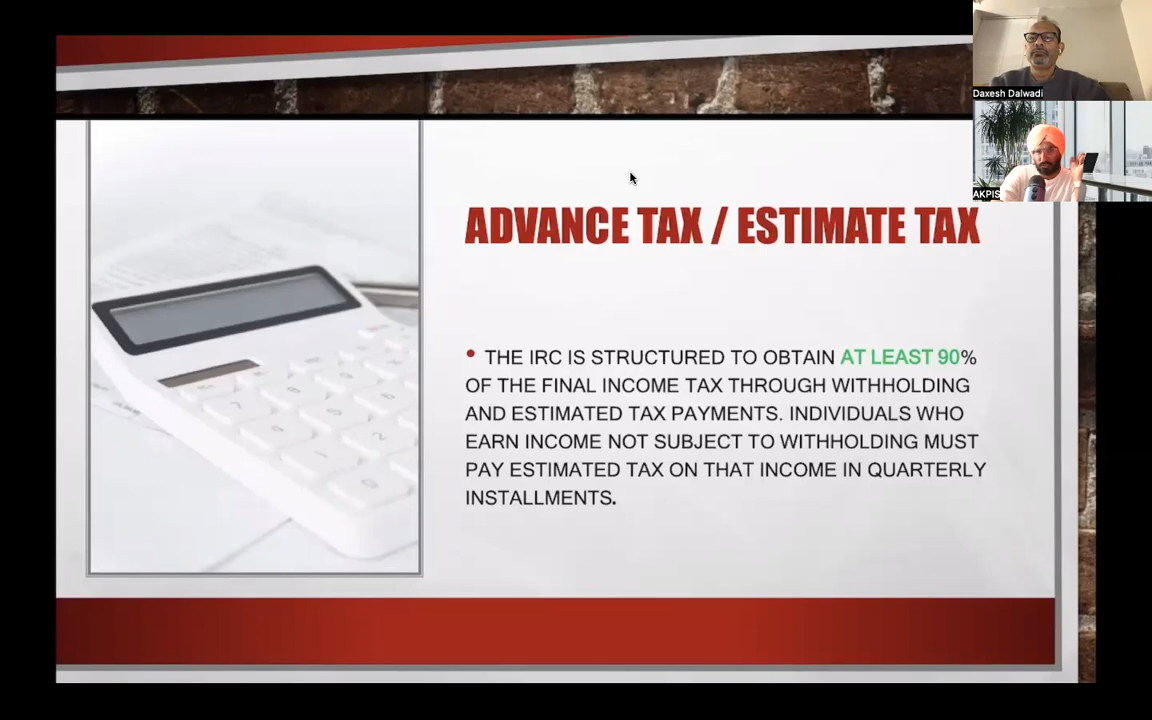 Daxesh Dalwadi
AKPIS
ADVANCE TAX / ESTIMATE TAX
• THE IRC IS STRUCTURED TO OBTAIN AT LEAST 90%
OF THE FINAL INCOME TAX THROUGH WITHHOLDING
AND ESTIMATED TAX PAYMENTS. INDIVIDUALS WHO
EARN INCOME NOT SUBJECT TO WITHHOLDING MUST
PAY ESTIMATED TAX ON THAT INCOME IN QUARTERLY
INSTALLMENTS.